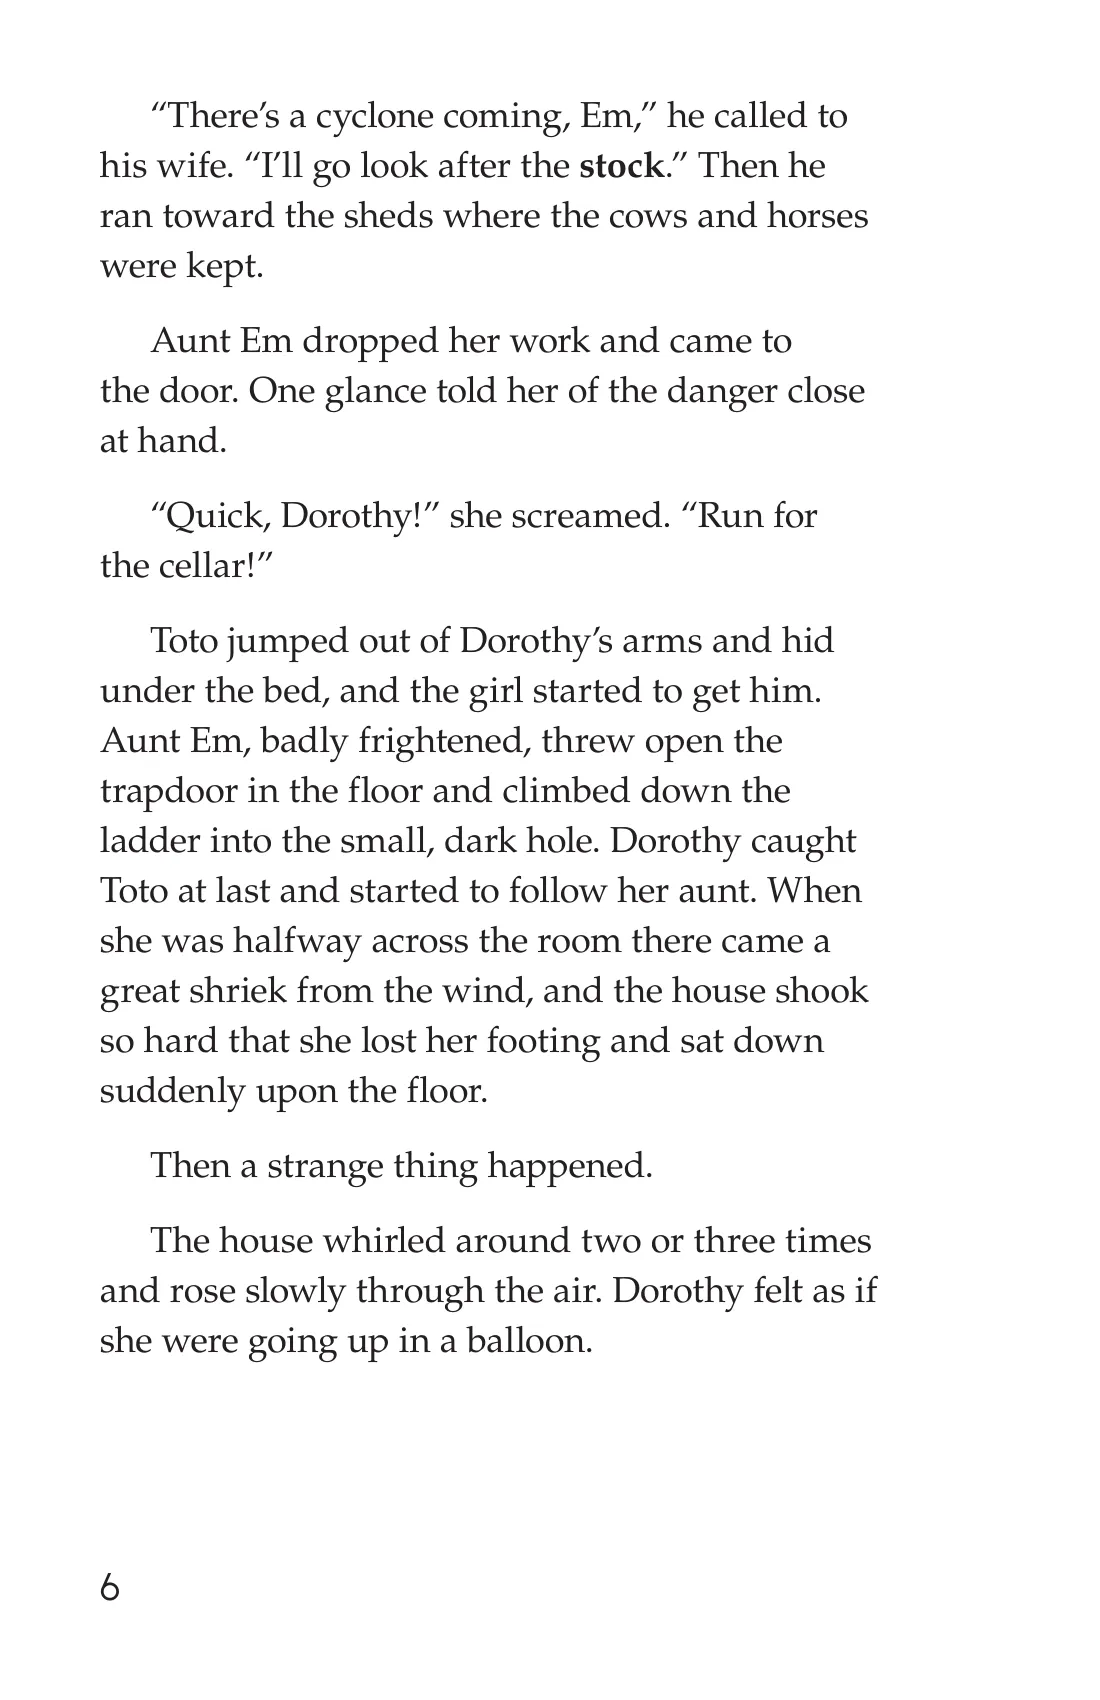 “There’s a cyclone coming, Em,” he called to
his wife. “I’ll go look after the stock.” Then he
ran toward the sheds where the cows and horses
were kept.
Aunt Em dropped her work and came to
the door. One glance told her of the danger close
at hand.
“Quick, Dorothy!” she screamed. “Run for
the cellar!”
Toto jumped out of Dorothy’s arms and hid
under the bed, and the girl started to get him.
Aunt Em, badly frightened, threw open the
trapdoor in the floor and climbed down the
ladder into the small, dark hole. Dorothy caught
Toto at last and started to follow her aunt. When
she was halfway across the room there came a
great shriek from the wind, and the house shook
so hard that she lost her footing and sat down
suddenly upon the floor.
Then a strange thing happened.
The house whirled around two or three times
and rose slowly through the air. Dorothy felt as if
she were going up in a balloon.
6